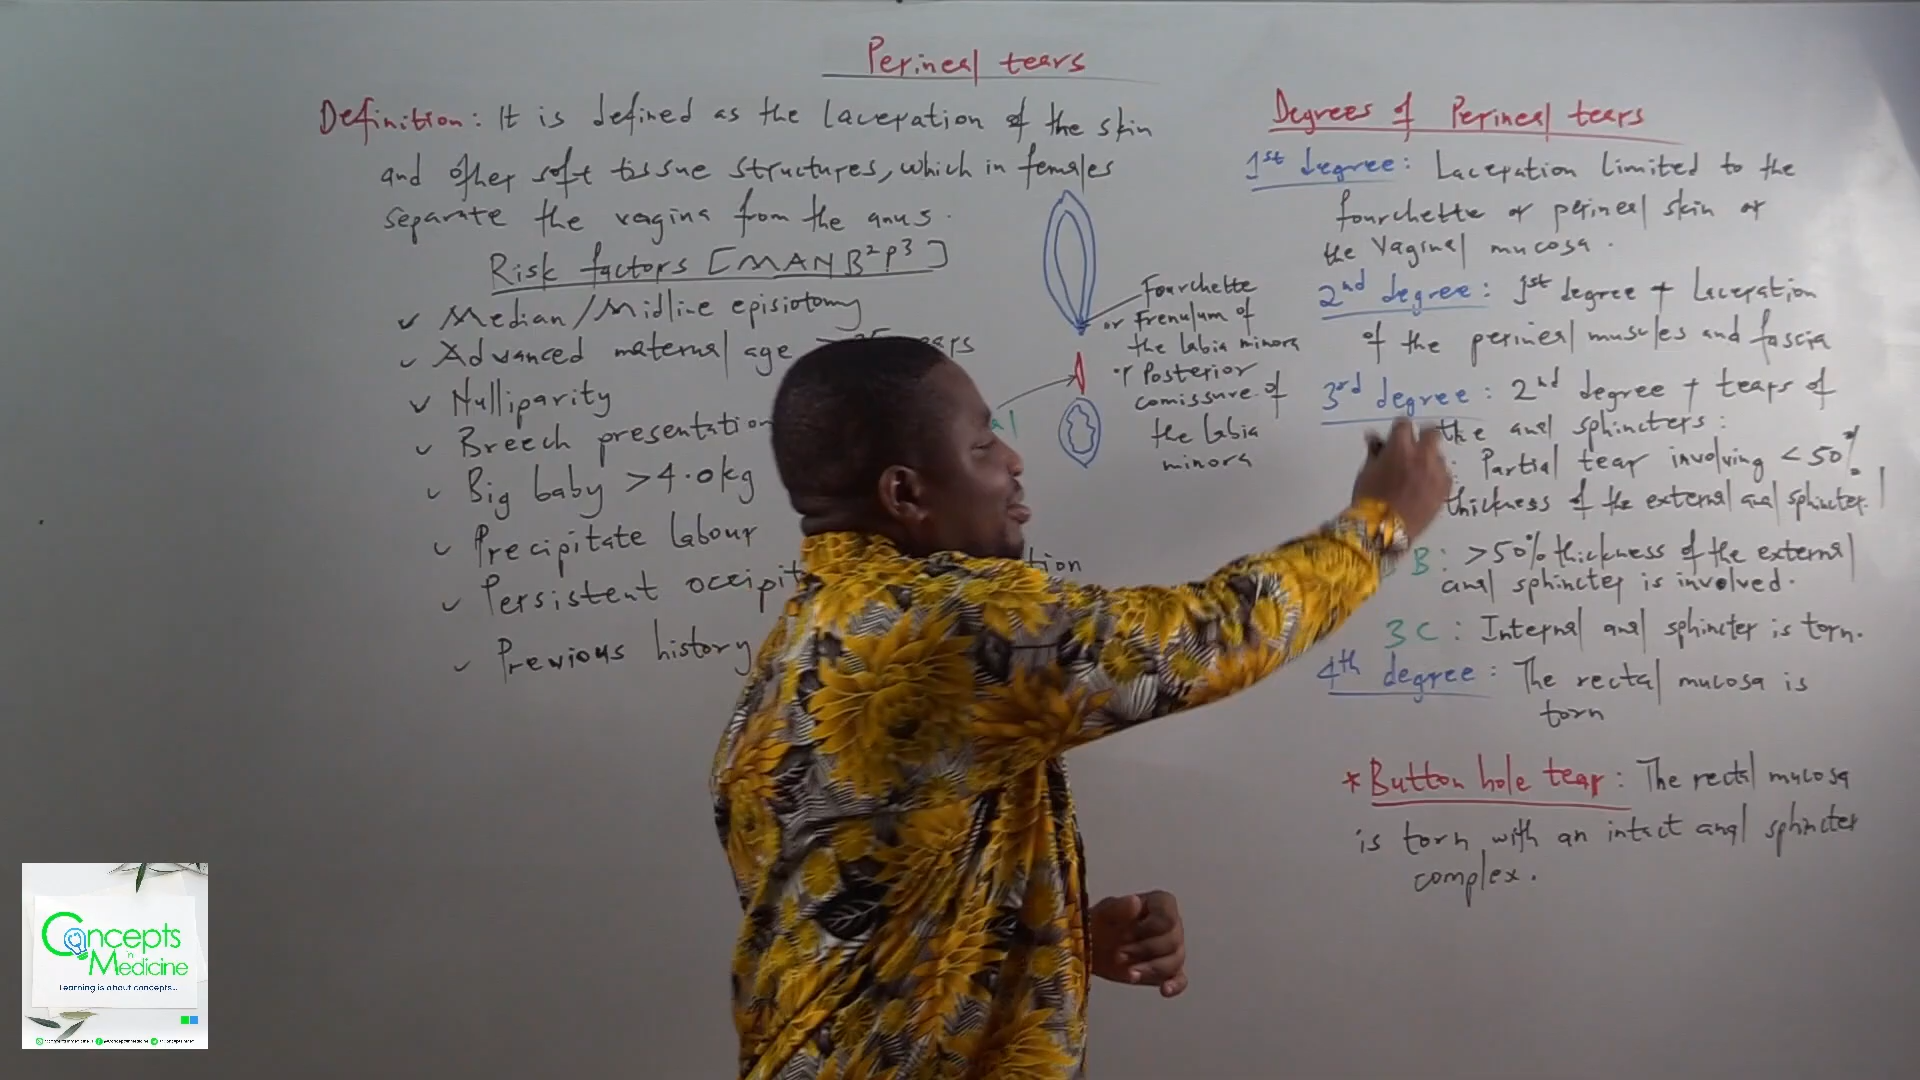 Perineal tears
Definition: It is defined as the laceration of the skin
and other soft tissue structures, which in females
separate the vagina from the anus.
Risk factors [MANB²P³]
✓ Median/Midline episiotomy
✓ Advanced maternal age
✓ Nulliparity
✓ Breech presentation
✓ Big baby >4.0kg
✓ Precipitate labour
✓ Persistent occipit tion
✓ Previous history
Fourchette
or Frenulum of
the labia minora
or Posterior
comissure of
the labia
minora
Degrees of Perineal tears
1st degree: Laceration limited to the
fourchette or perineal skin or
the vaginal mucosa.
2nd degree: 1st degree + Laceration
of the perineal muscles and fascia
3rd degree: 2nd degree + tears of
the anal sphincters:
: Partial tear involving <50%
thickness of the external anal sphincter.
B: >50% thickness of the external
anal sphincter is involved.
3C: Internal anal sphincter is torn.
4th degree: The rectal mucosa is
torn
*Button hole tear: The rectal mucosa
is torn with an intact anal sphincter
complex.
Concepts
in
Medicine
Learning is about concepts...